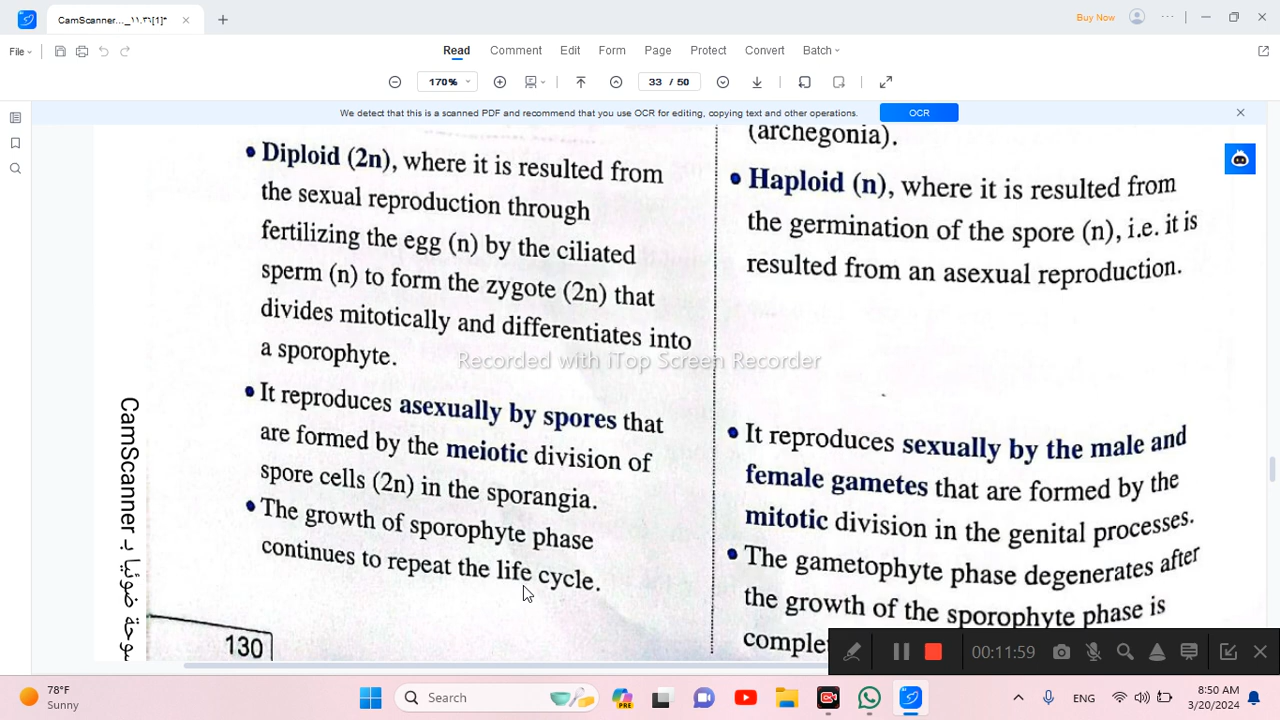 CamScanner..._١١.٣١[1]*
Buy Now
File
Read
Comment
Edit
Form
Page
Protect
Convert
Batch
170%
33 / 50
We detect that this is a scanned PDF and recommend that you use OCR for editing, copying text and other operations.
OCR
• Diploid (2n), where it is resulted from
the sexual reproduction through
fertilizing the egg (n) by the ciliated
sperm (n) to form the zygote (2n) that
divides mitotically and differentiates into
a sporophyte.
• It reproduces asexually by spores that
are formed by the meiotic division of
spore cells (2n) in the sporangia.
• The growth of sporophyte phase
continues to repeat the life cycle.
130
(archegonia).
• Haploid (n), where it is resulted from
the germination of the spore (n), i.e. it is
resulted from an asexual reproduction.
• It reproduces sexually by the male and
female gametes that are formed by the
mitotic division in the genital processes.
• The gametophyte phase degenerates after
the growth of the sporophyte phase is
Recorded with iTop Screen Recorder
CamScanner ضوئيا بـ
00:11:59
78°F
Sunny
Search
PRE
ENG
8:50 AM
3/20/2024